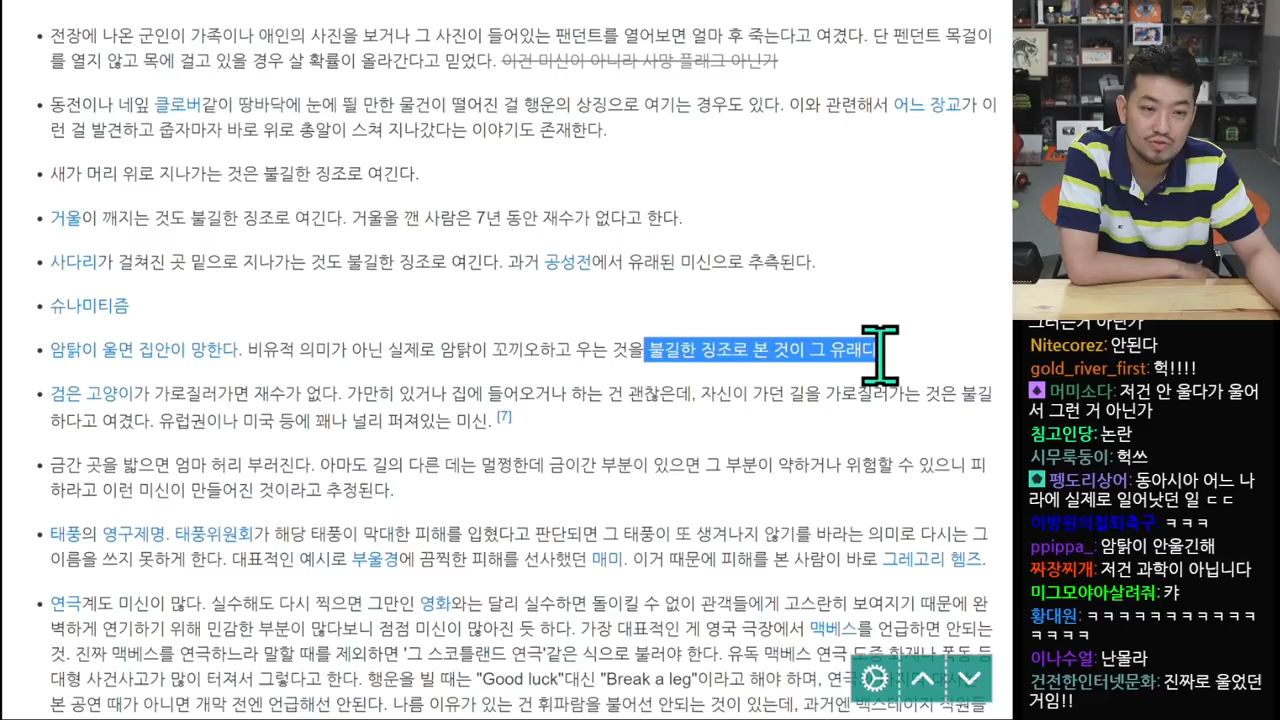 전장에 나온 군인이 가족이나 애인의 사진을 보거나 그 사진이 들어있는 팬던트를 열어보면 얼마 후 죽는다고 여겼다. 단 펜던트 목걸이
를 열지 않고 목에 걸고 있을 경우 살 확률이 올라간다고 믿었다. 이건 미신이 아니라 사망 플래그 아닌가
동전이나 네잎 클로버같이 땅바닥에 눈에 띌 만한 물건이 떨어진 걸 행운의 상징으로 여기는 경우도 있다. 이와 관련해서 어느 장교가 이
런 걸 발견하고 줍자마자 바로 위로 총알이 스쳐 지나갔다는 이야기도 존재한다.
새가 머리 위로 지나가는 것은 불길한 징조로 여긴다.
거울이 깨지는 것도 불길한 징조로 여긴다. 거울을 깬 사람은 7년 동안 재수가 없다고 한다.
사다리가 걸쳐진 곳 밑으로 지나가는 것도 불길한 징조로 여긴다. 과거 공성전에서 유래된 미신으로 추측된다.
슈나미티즘
암탉이 울면 집안이 망한다. 비유적 의미가 아닌 실제로 암탉이 꼬끼오하고 우는 것을 불길한 징조로 본 것이 그 유래다
검은 고양이가 가로질러가면 재수가 없다. 가만히 있거나 집에 들어오거나 하는 건 괜찮은데, 자신이 가던 길을 가로질러가는 것은 불길
하다고 여겼다. 유럽권이나 미국 등에 꽤나 널리 퍼져있는 미신. [7]
금간 곳을 밟으면 엄마 허리 부러진다. 아마도 길의 다른 데는 멀쩡한데 금이간 부분이 있으면 그 부분이 약하거나 위험할 수 있으니 피
하라고 이런 미신이 만들어진 것이라고 추정된다.
태풍의 영구제명. 태풍위원회가 해당 태풍이 막대한 피해를 입혔다고 판단되면 그 태풍이 또 생겨나지 않기를 바라는 의미로 다시는 그
이름을 쓰지 못하게 한다. 대표적인 예시로 부울경에 끔찍한 피해를 선사했던 매미. 이거 때문에 피해를 본 사람이 바로 그레고리 헴즈.
연극계도 미신이 많다. 실수해도 다시 찍으면 그만인 영화와는 달리 실수하면 돌이킬 수 없이 관객들에게 고스란히 보여지기 때문에 완
벽하게 연기하기 위해 민감한 부분이 많다보니 점점 미신이 많아진 듯 하다. 가장 대표적인 게 영국 극장에서 맥베스를 언급하면 안되는
것. 진짜 맥베스를 연극하느라 말할 때를 제외하면 '그 스코틀랜드 연극'같은 식으로 불러야 한다. 유독 맥베스 연극 도중 화재나 폭동 등
대형 사건사고가 많이 터져서 그렇다고 한다. 행운을 빌 때는 "Good luck"대신 "Break a leg"이라고 해야 하며, 연극
본 공연 때가 아니면 개막 전엔 언급해선 안된다. 나름 이유가 있는 건 휘파람을 불어선 안되는 것이 있는데, 과거엔 백스테이지 직원들
그러는거 아닌가
Nitecorez: 안된다
gold_river_first: 헉!!!!
머미소다: 저건 안 울다가 울어
서 그런 거 아닌가
침고인당: 논란
시무룩둥이: 헉쓰
펭도리상어: 동아시아 어느 나
라에 실제로 일어낫던 일 ㄷㄷ
이방원의칠퇴축구: ㅋㅋㅋ
ppippa_: 암탉이 안울긴해
짜장찌개: 저건 과학이 아닙니다
미그모야아살려줘: 캬
황대원: ㅋㅋㅋㅋㅋㅋㅋㅋㅋㅋㅋ
ㅋㅋㅋㅋ
이나수얼: 난몰라
건전한인터넷문화: 진짜로 울었던
거임!!